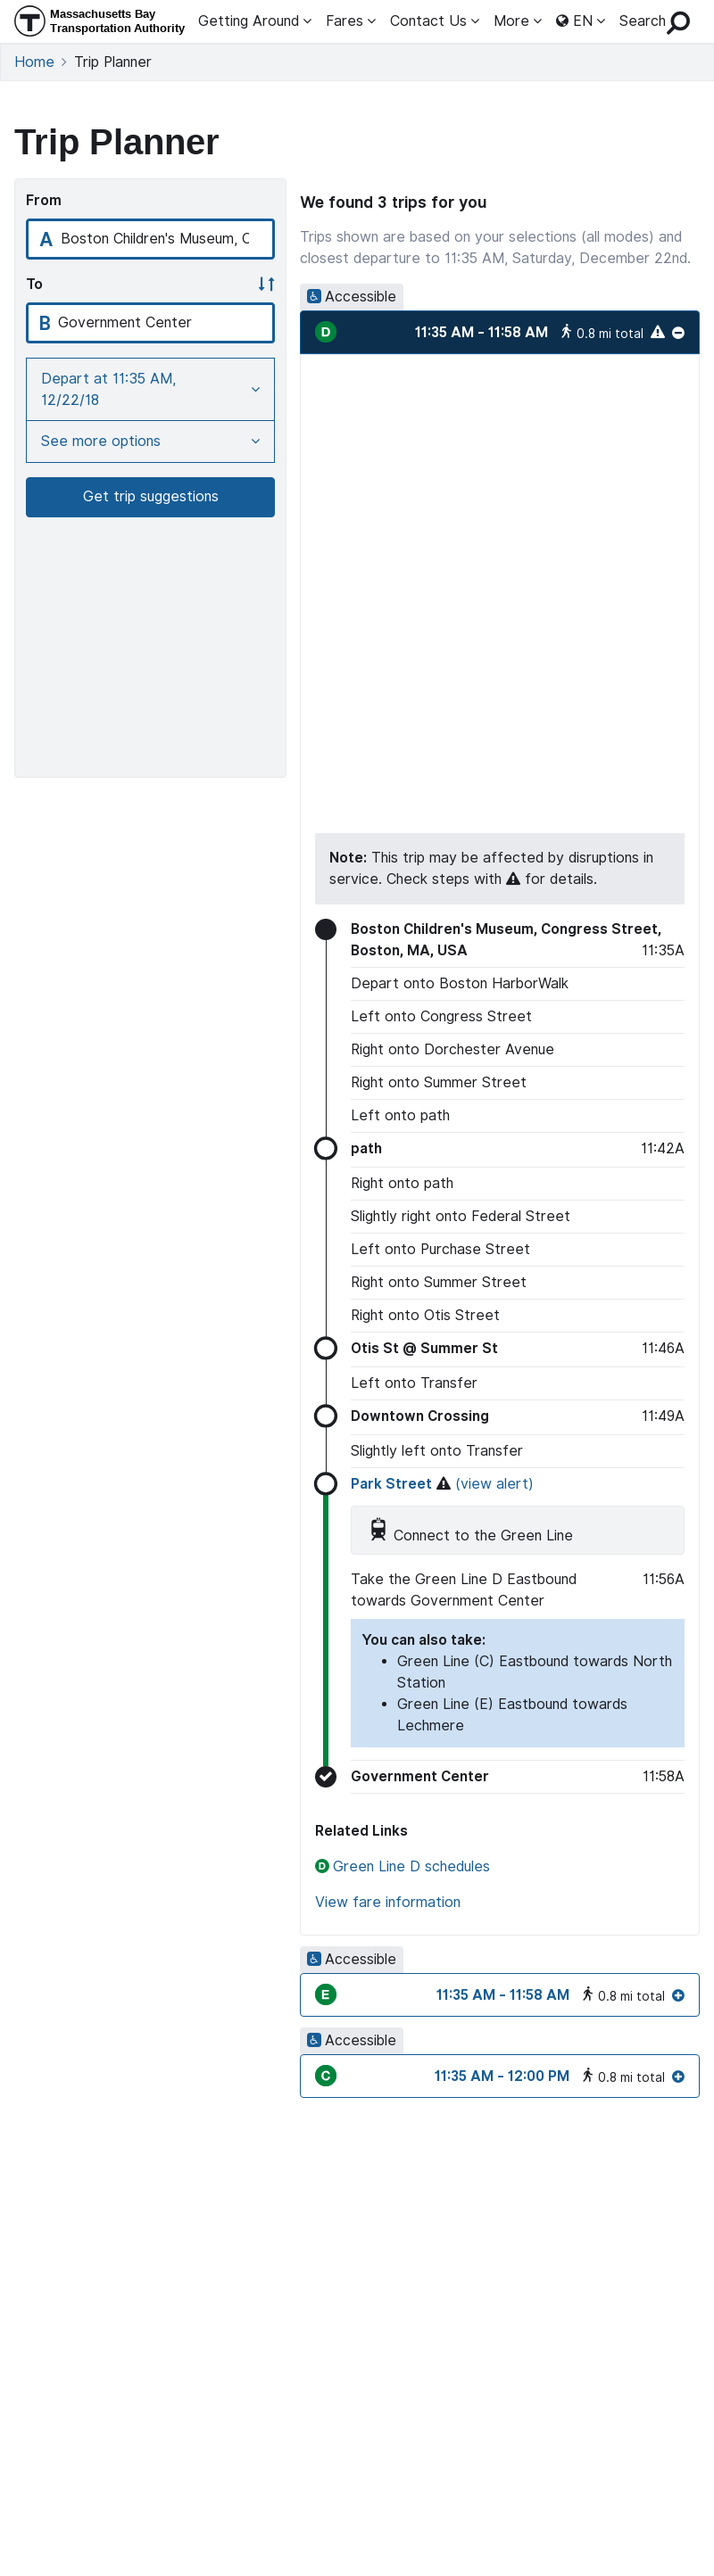 Massachusetts Bay
Transportation Authority
Getting Around Fares Contact Us More EN Search
Home Trip Planner
Trip Planner
From
A Boston Children's Museum, C
To
B Government Center
Depart at 11:35 AM,
12/22/18
See more options
Get trip suggestions
We found 3 trips for you
Trips shown are based on your selections (all modes) and
closest departure to 11:35 AM, Saturday, December 22nd.
Accessible
D 11:35 AM - 11:58 AM 0.8 mi total
Note: This trip may be affected by disruptions in
service. Check steps with for details.
Boston Children's Museum, Congress Street,
Boston, MA, USA 11:35A
Depart onto Boston HarborWalk
Left onto Congress Street
Right onto Dorchester Avenue
Right onto Summer Street
Left onto path
path 11:42A
Right onto path
Slightly right onto Federal Street
Left onto Purchase Street
Right onto Summer Street
Right onto Otis Street
Otis St @ Summer St 11:46A
Left onto Transfer
Downtown Crossing 11:49A
Slightly left onto Transfer
Park Street (view alert)
Connect to the Green Line
Take the Green Line D Eastbound 11:56A
towards Government Center
You can also take:
• Green Line (C) Eastbound towards North
Station
• Green Line (E) Eastbound towards
Lechmere
Government Center 11:58A
Related Links
D Green Line D schedules
View fare information
Accessible
E 11:35 AM - 11:58 AM 0.8 mi total
Accessible
C 11:35 AM - 12:00 PM 0.8 mi total